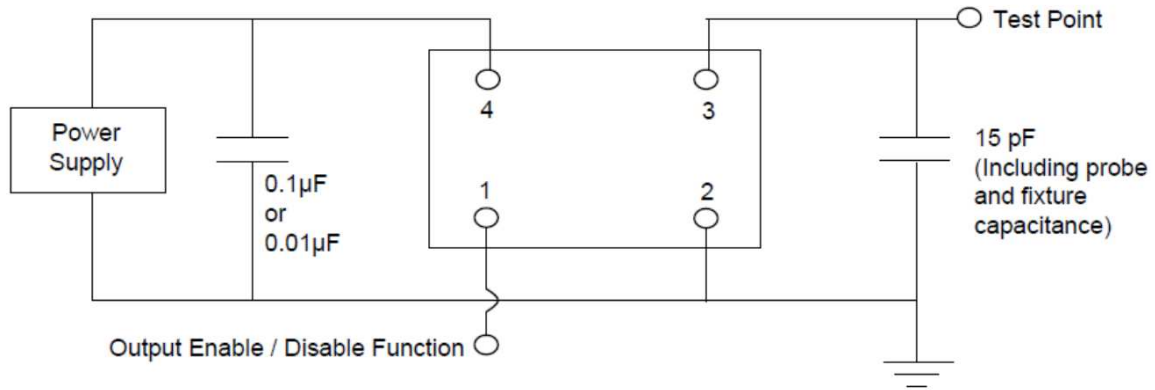 Test Point
4
3
Power
Supply
15 pF
(Including probe
and fixture
capacitance)
0.1µF
or
0.01µF
1
2
Output Enable / Disable Function